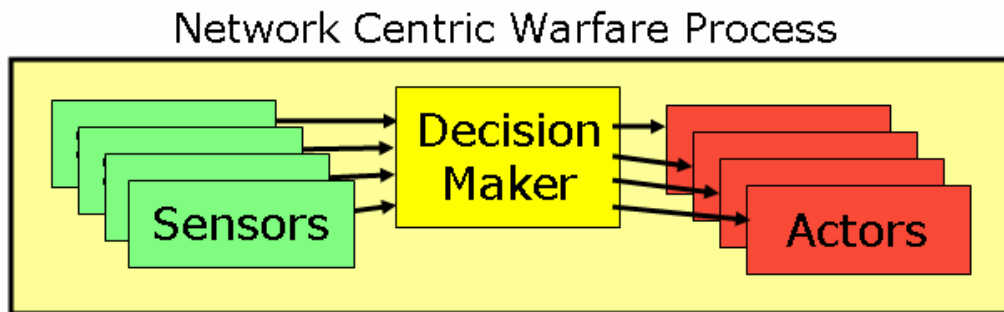 Network Centric Warfare Process
Decision
Maker
Sensors
Actors